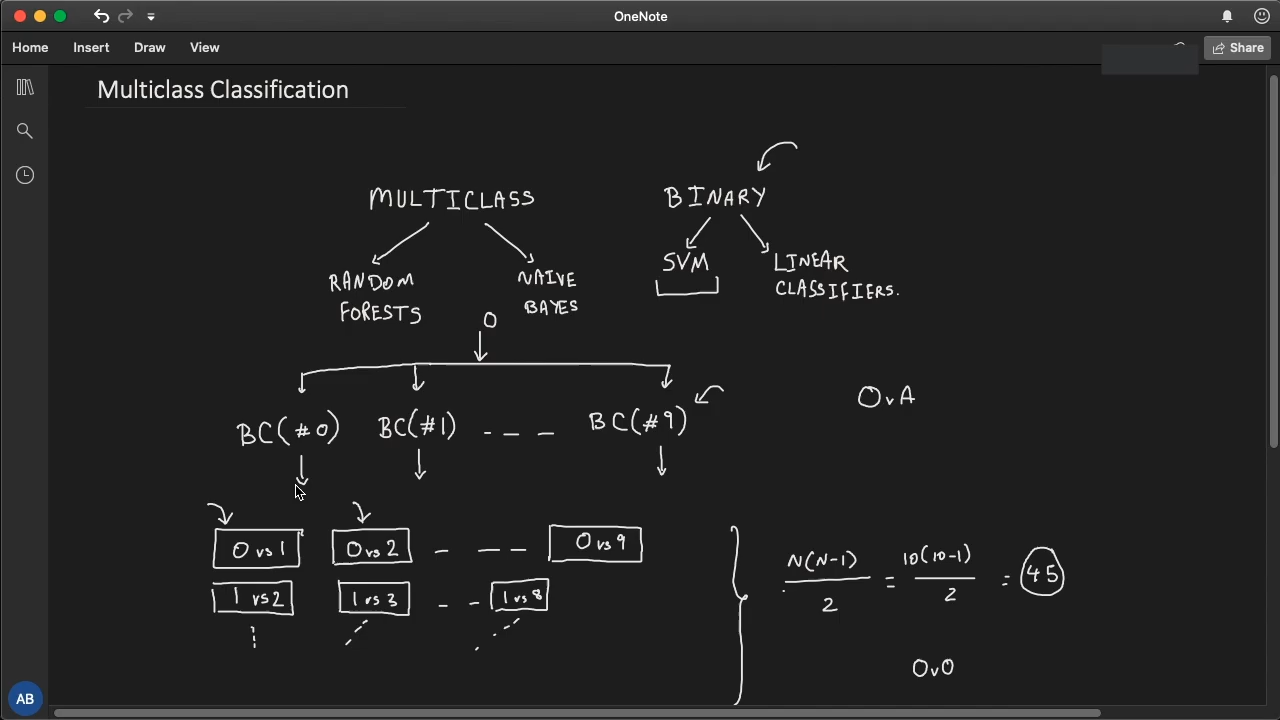 OneNote
Home Insert Draw View Share
Multiclass Classification
MULTICLASS BINARY
RANDOM FORESTS
NAIVE BAYES
SVM
LINEAR CLASSIFIERS.
0
BC(#0) BC(#1) - - - BC(#9)
OvA
0 vs 1 0 vs 2 - - - 0 vs 9
1 vs 2 1 vs 3 - - 1 vs 8
N(N-1)/2 = 10(10-1)/2 = 45
OvO
AB